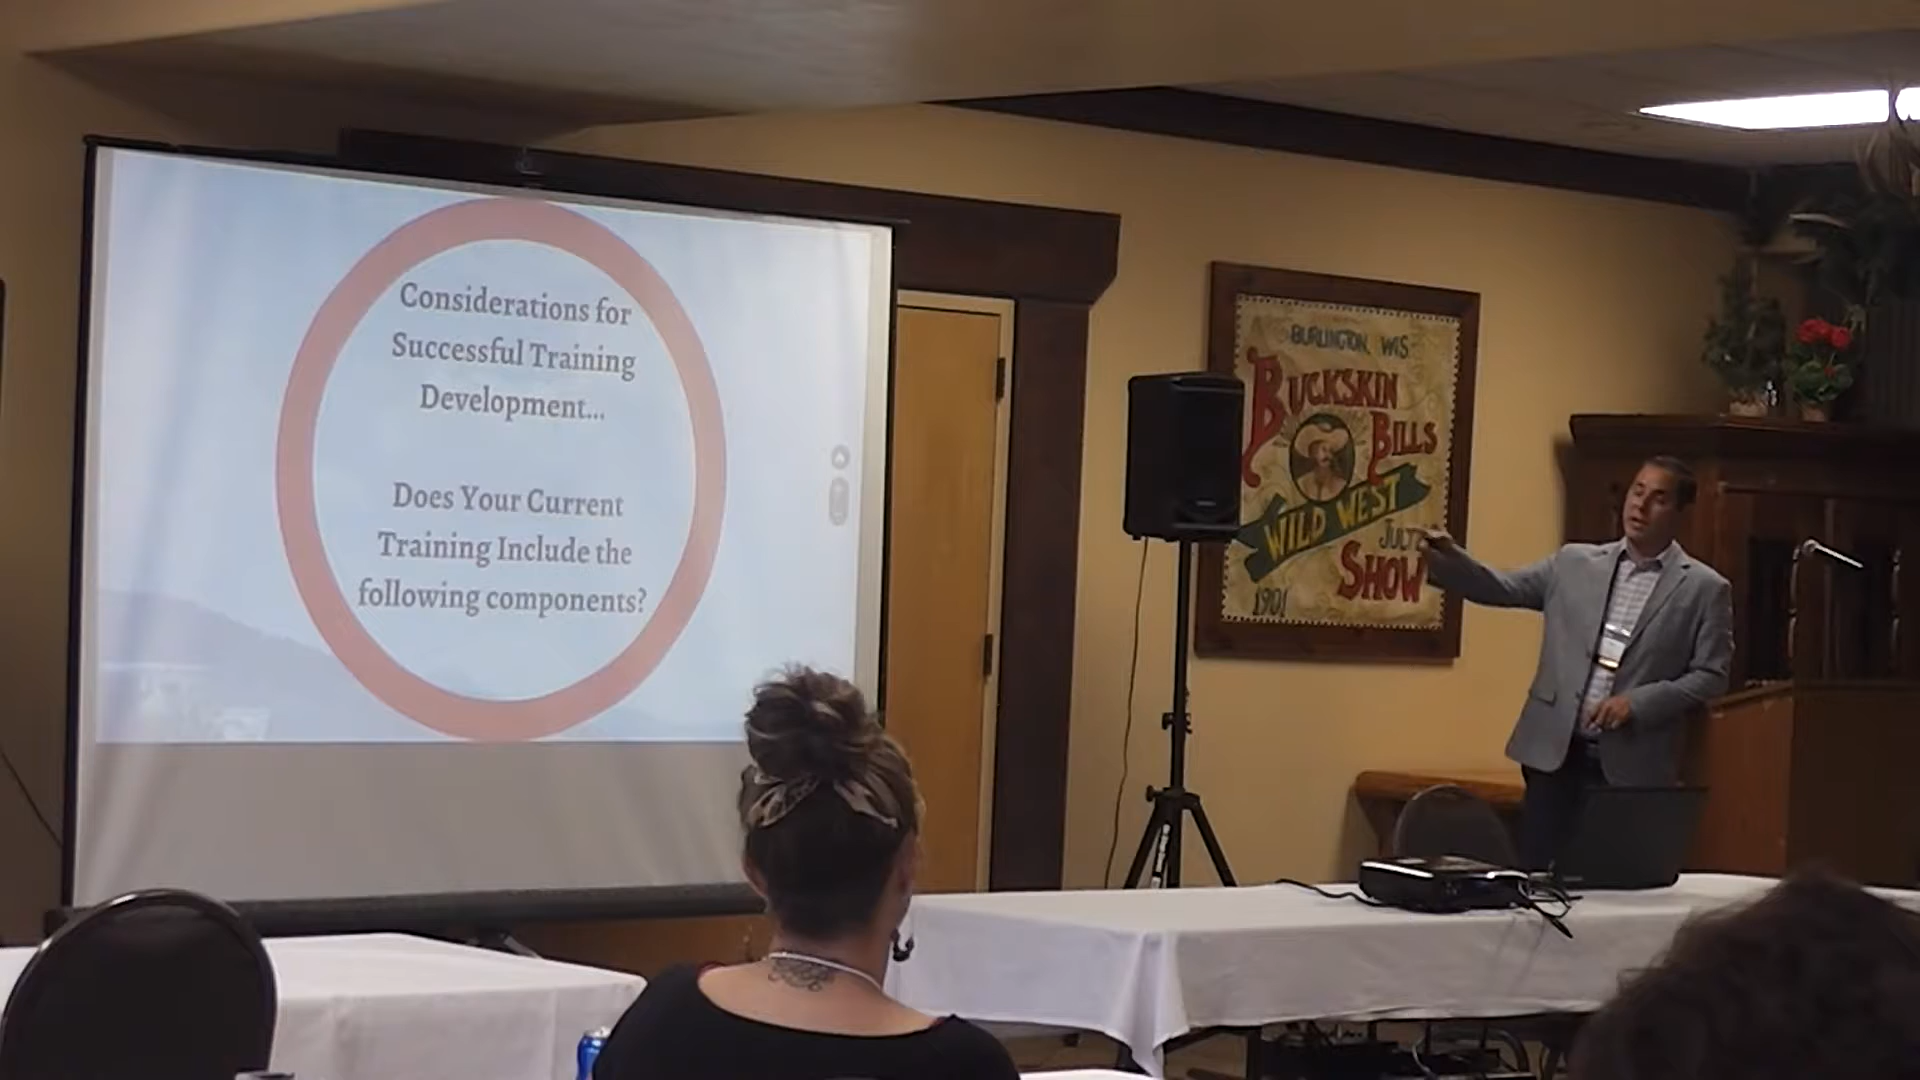 Considerations for
Successful Training
Development...
Does Your Current
Training Include the
following components?
BURLINGTON, WIS
BUCKSKIN
BILLS
WILD WEST
SHOW
1901